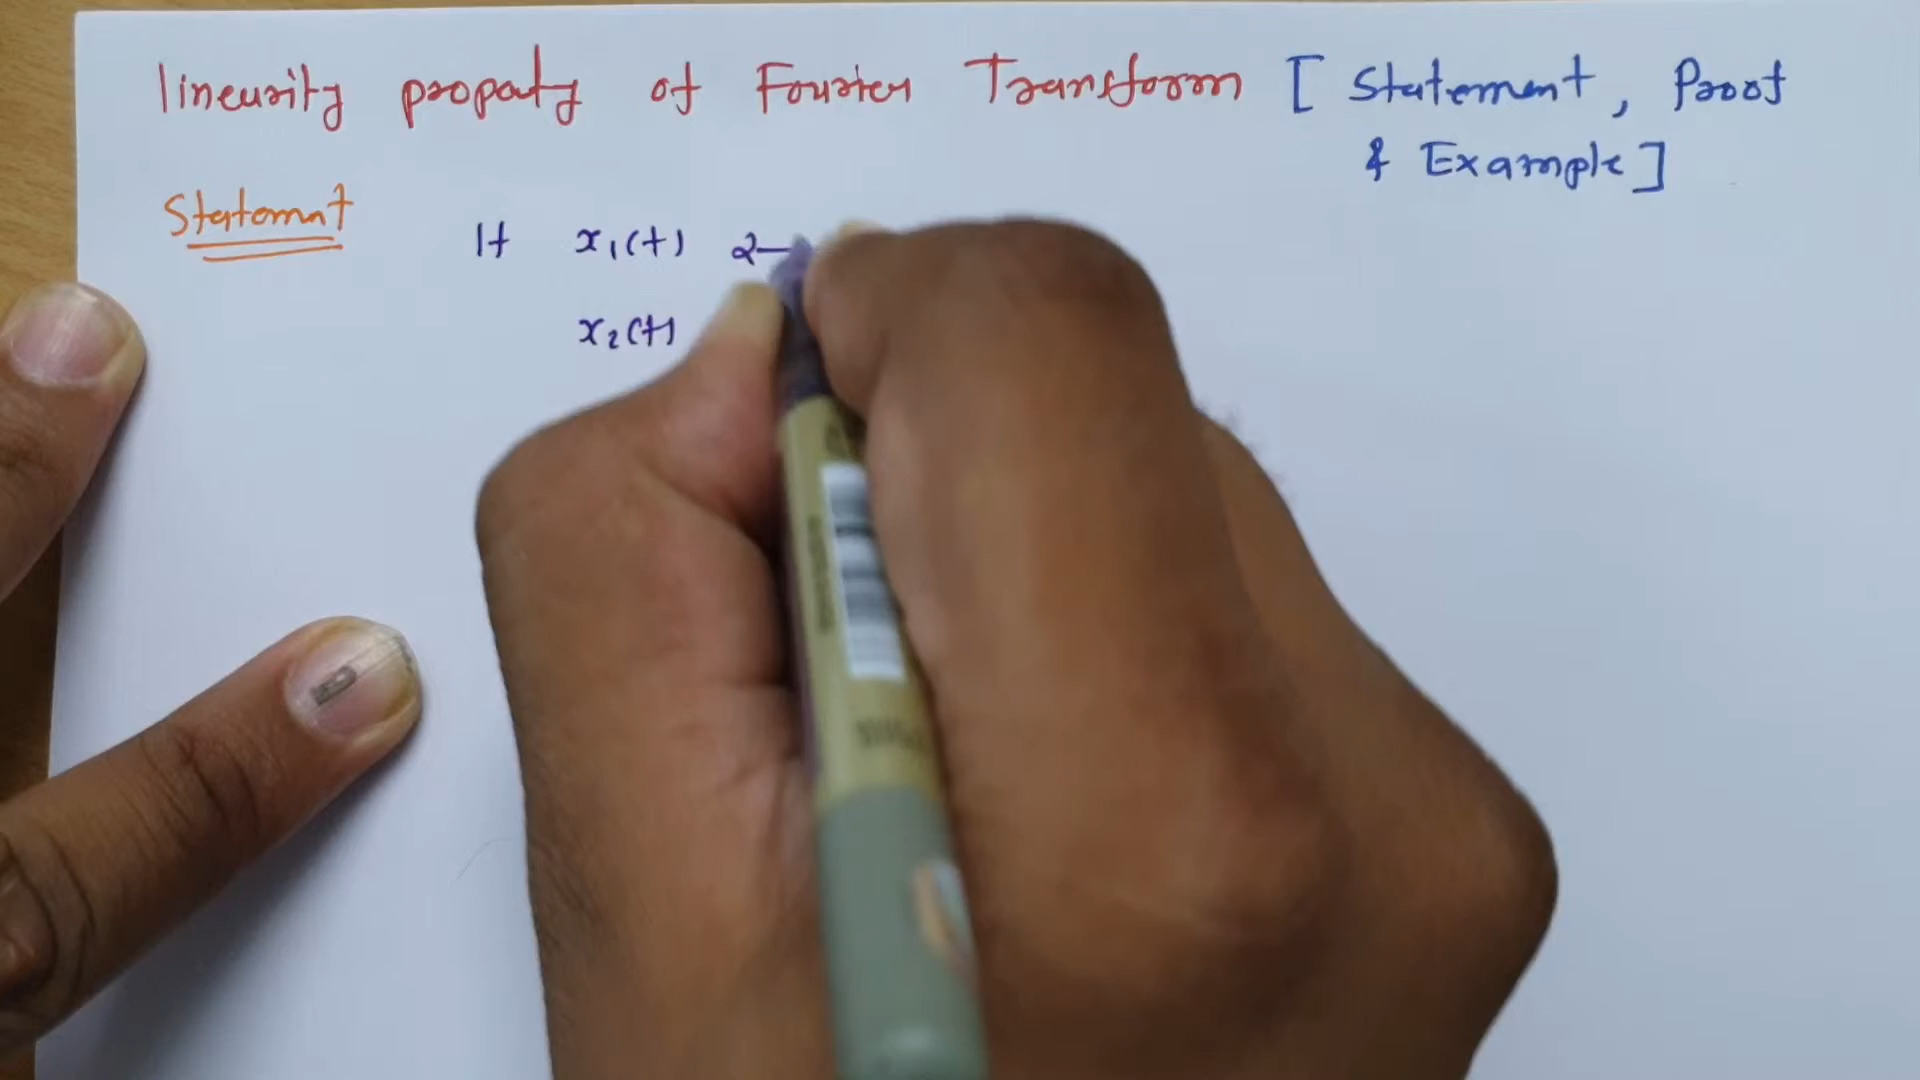 linearity property of Fourier Transform [ Statement, Proof
& Example ]
Statement
If x₁(t)
x₂(t)